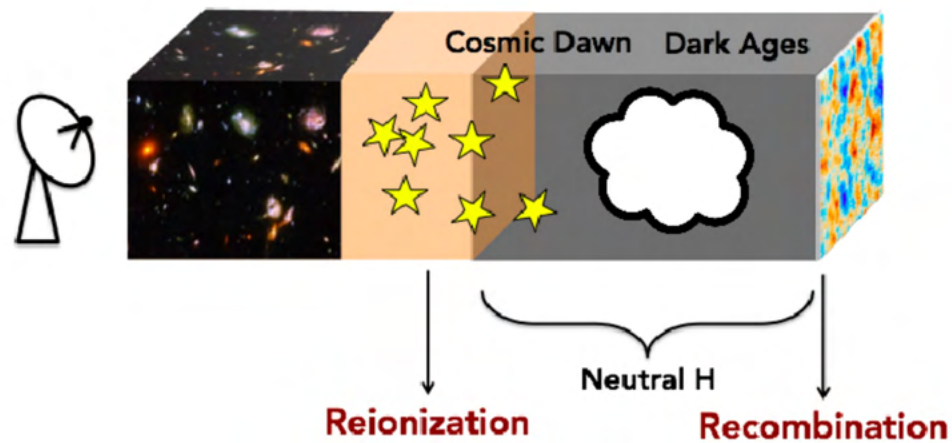 Cosmic Dawn Dark Ages
Neutral H
Reionization
Recombination